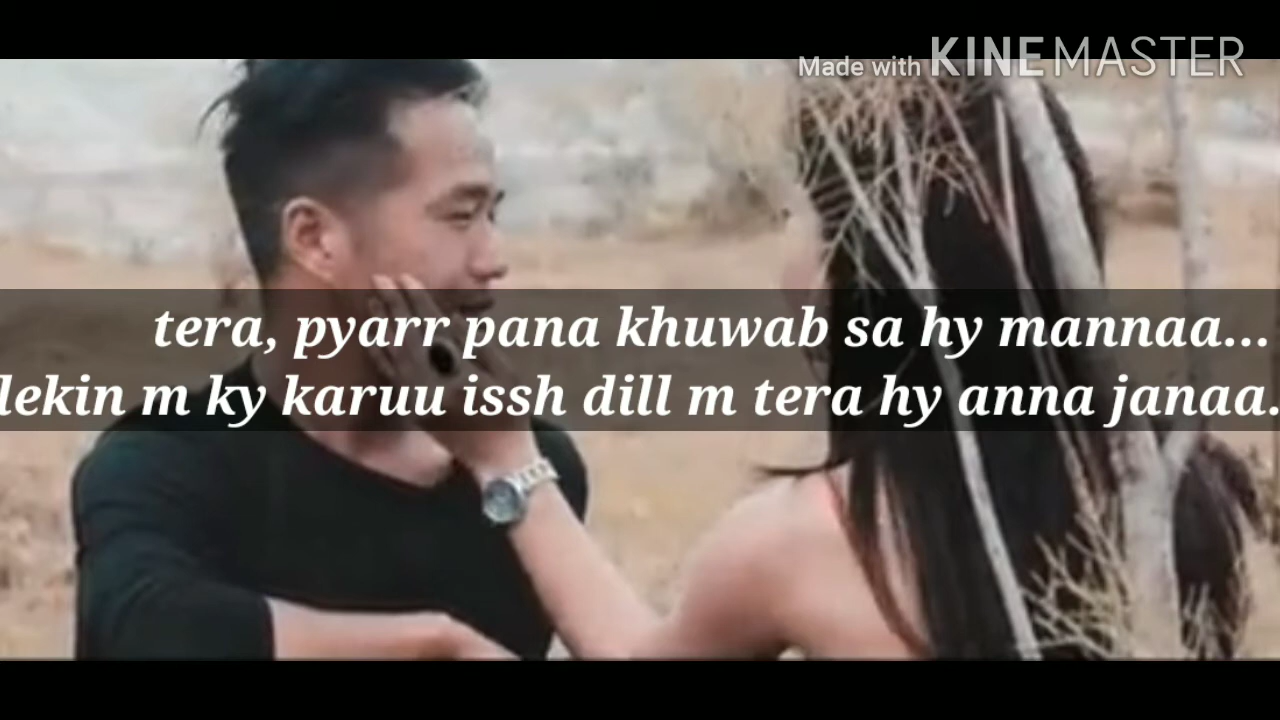 Made with KINEMASTER
tera, pyarr pana khuwab sa hy mannaa...
lekin m ky karuu issh dill m tera hy anna janaa.